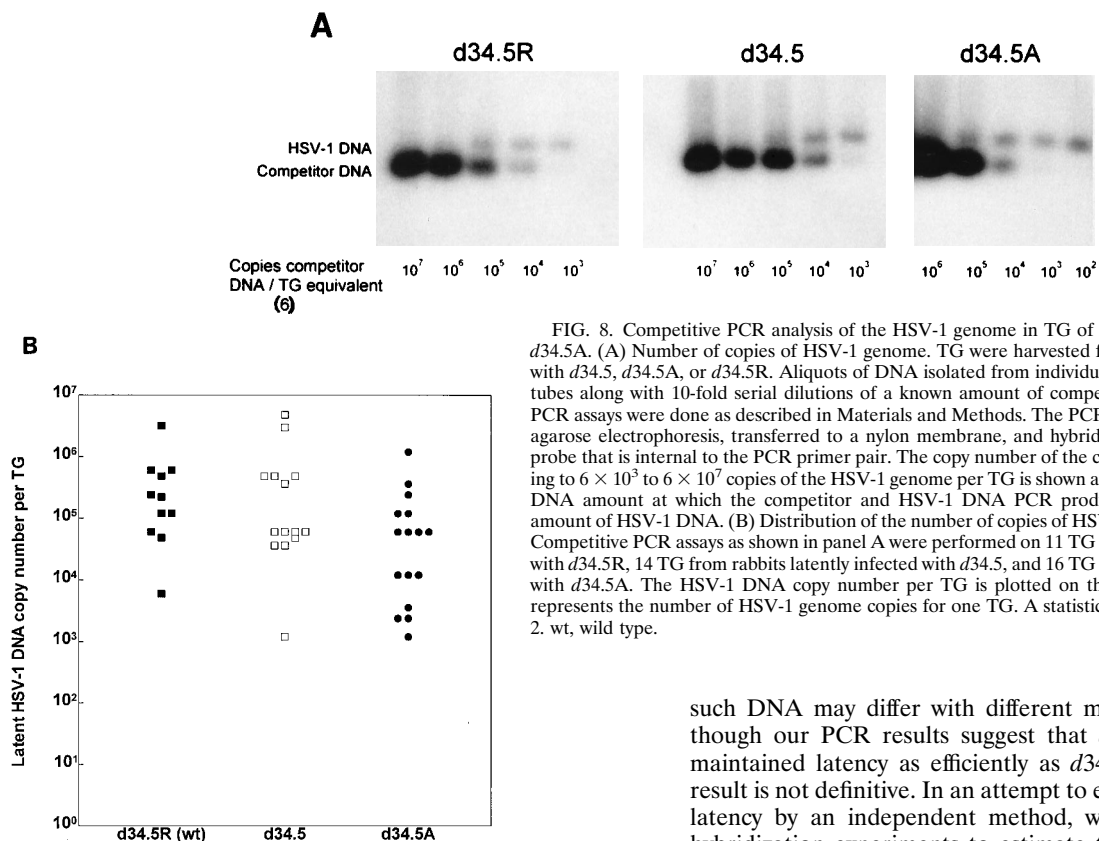 A
d34.5R d34.5 d34.5A
HSV-1 DNA
Competitor DNA
Copies competitor
DNA / TG equivalent
(6)
10⁷ 10⁶ 10⁵ 10⁴ 10³ 10⁷ 10⁶ 10⁵ 10⁴ 10³ 10⁶ 10⁵ 10⁴ 10³ 10²
B
Latent HSV-1 DNA copy number per TG
10⁷
10⁶
10⁵
10⁴
10³
10²
10¹
10⁰
d34.5R (wt) d34.5 d34.5A
FIG. 8. Competitive PCR analysis of the HSV-1 genome in TG of
d34.5A. (A) Number of copies of HSV-1 genome. TG were harvested
with d34.5, d34.5A, or d34.5R. Aliquots of DNA isolated from
tubes along with 10-fold serial dilutions of a known amount of
PCR assays were done as described in Materials and Methods. The
agarose electrophoresis, transferred to a nylon membrane, and
probe that is internal to the PCR primer pair. The copy number of the
ing to 6 × 10³ to 6 × 10⁷ copies of the HSV-1 genome per TG is shown
DNA amount at which the competitor and HSV-1 DNA PCR
amount of HSV-1 DNA. (B) Distribution of the number of copies of
Competitive PCR assays as shown in panel A were performed on 11 TG
with d34.5R, 14 TG from rabbits latently infected with d34.5, and 16 TG
with d34.5A. The HSV-1 DNA copy number per TG is plotted on
represents the number of HSV-1 genome copies for one TG. A
2. wt, wild type.
such DNA may differ with different
though our PCR results suggest that
maintained latency as efficiently as
result is not definitive. In an attempt to
latency by an independent method,
hybridization experiments to estimate